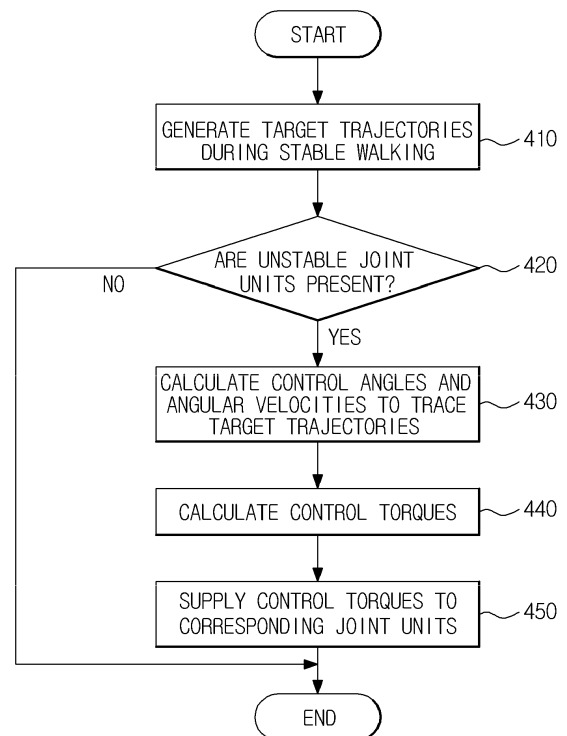 START
GENERATE TARGET TRAJECTORIES
DURING STABLE WALKING
410
ARE UNSTABLE JOINT
UNITS PRESENT?
420
NO
YES
CALCULATE CONTROL ANGLES AND
ANGULAR VELOCITIES TO TRACE
TARGET TRAJECTORIES
430
CALCULATE CONTROL TORQUES
440
SUPPLY CONTROL TORQUES TO
CORRESPONDING JOINT UNITS
450
END